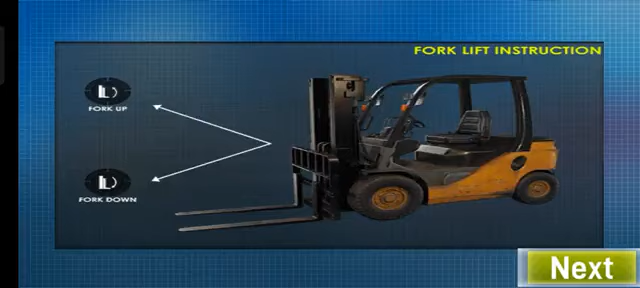 FORK LIFT INSTRUCTION
FORK UP
FORK DOWN
Next